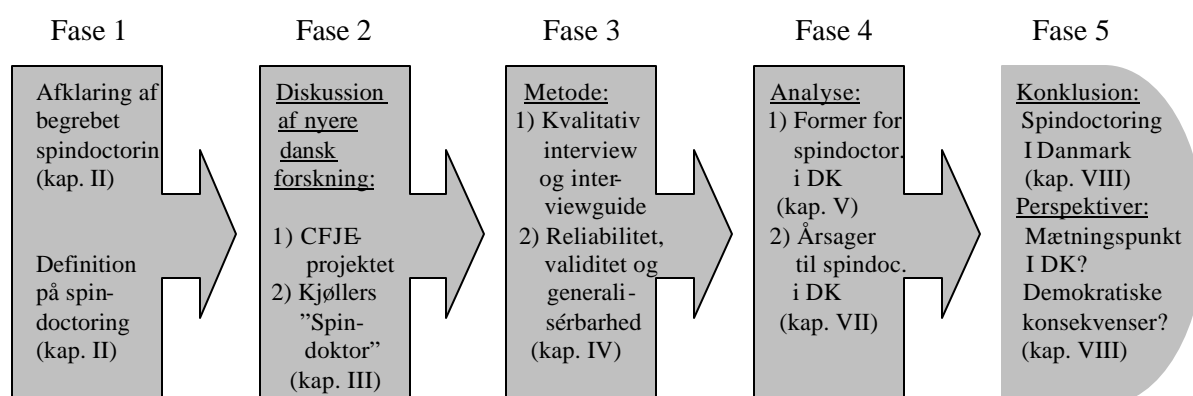 Fase 1
Afklaring af
begrebet
spindoctorin
(kap. II)
Definition
på spin-
doctoring
(kap. II)
Fase 2
Diskussion
af nyere
dansk
forskning:
1) CFJE-
projektet
2) Kjøllers
”Spin-
doktor”
(kap. III)
Fase 3
Metode:
1) Kvalitativ
interview
og inter-
viewguide
2) Reliabilitet,
validitet og
generali-
sérbarhed
(kap. IV)
Fase 4
Analyse:
1) Former for
spindoctor.
i DK
(kap. V)
2) Årsager
til spindoc.
i DK
(kap. VII)
Fase 5
Konklusion:
Spindoctoring
I Danmark
(kap. VIII)
Perspektiver:
Mætningspunkt
I DK?
Demokratiske
konsekvenser?
(kap. VIII)